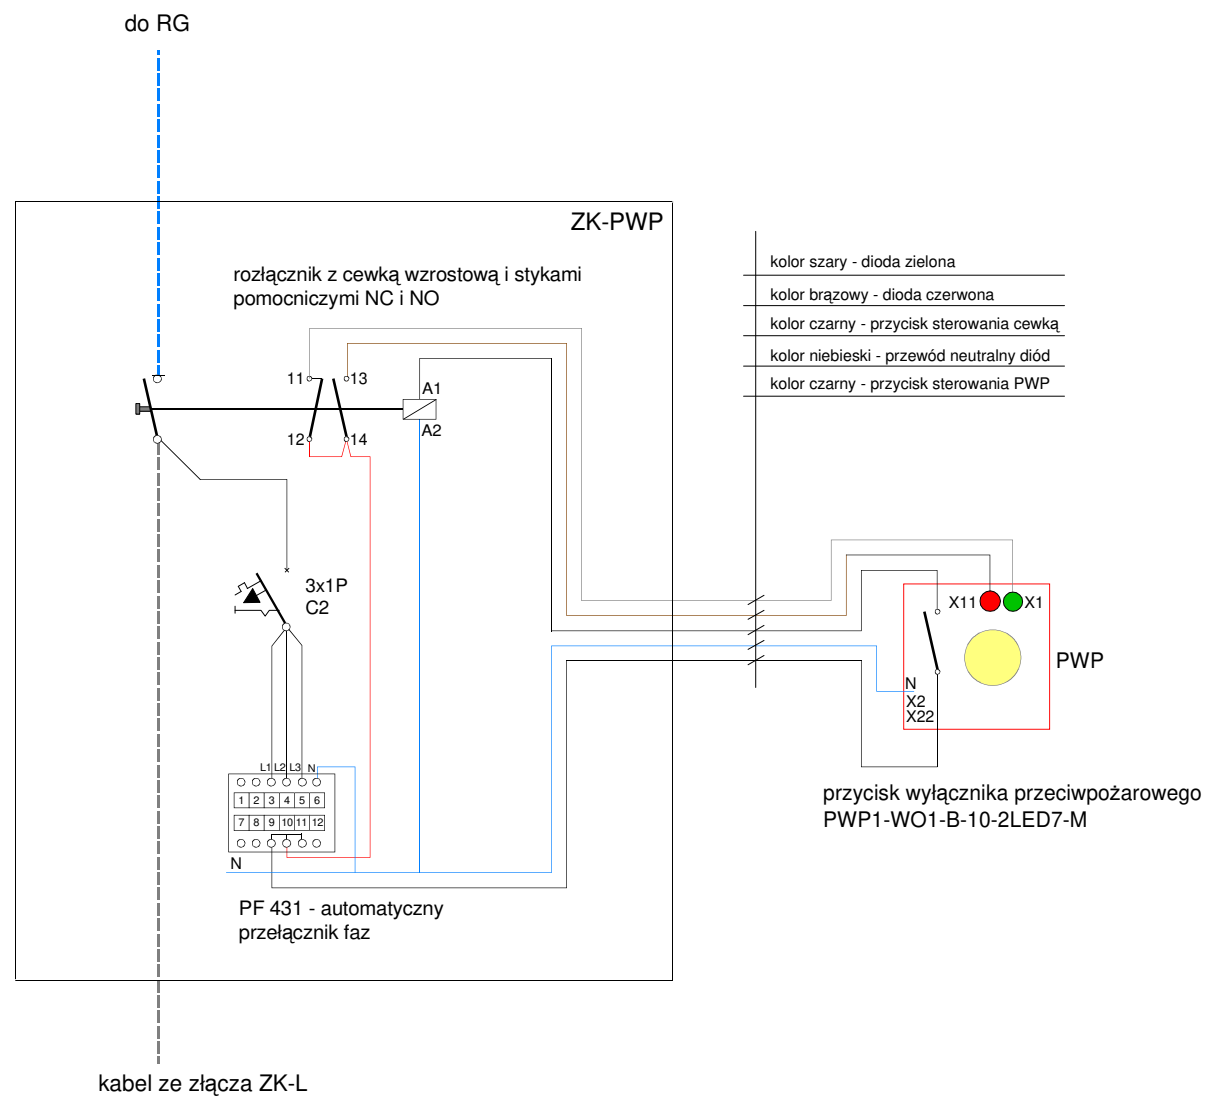 do RG
ZK-PWP
rozłącznik z cewką wzrostową i stykami
pomocniczymi NC i NO
kolor szary - dioda zielona
kolor brązowy - dioda czerwona
kolor czarny - przycisk sterowania cewką
kolor niebieski - przewód neutralny diód
kolor czarny - przycisk sterowania PWP
11 13
A1
A2
12 14
3x1P
C2
X11 X1
PWP
N
X2
X22
L1 L2 L3 N
1 2 3 4 5 6
7 8 9 10 11 12
N
przycisk wyłącznika przeciwpożarowego
PWP1-WO1-B-10-2LED7-M
PF 431 - automatyczny
przełącznik faz
kabel ze złącza ZK-L